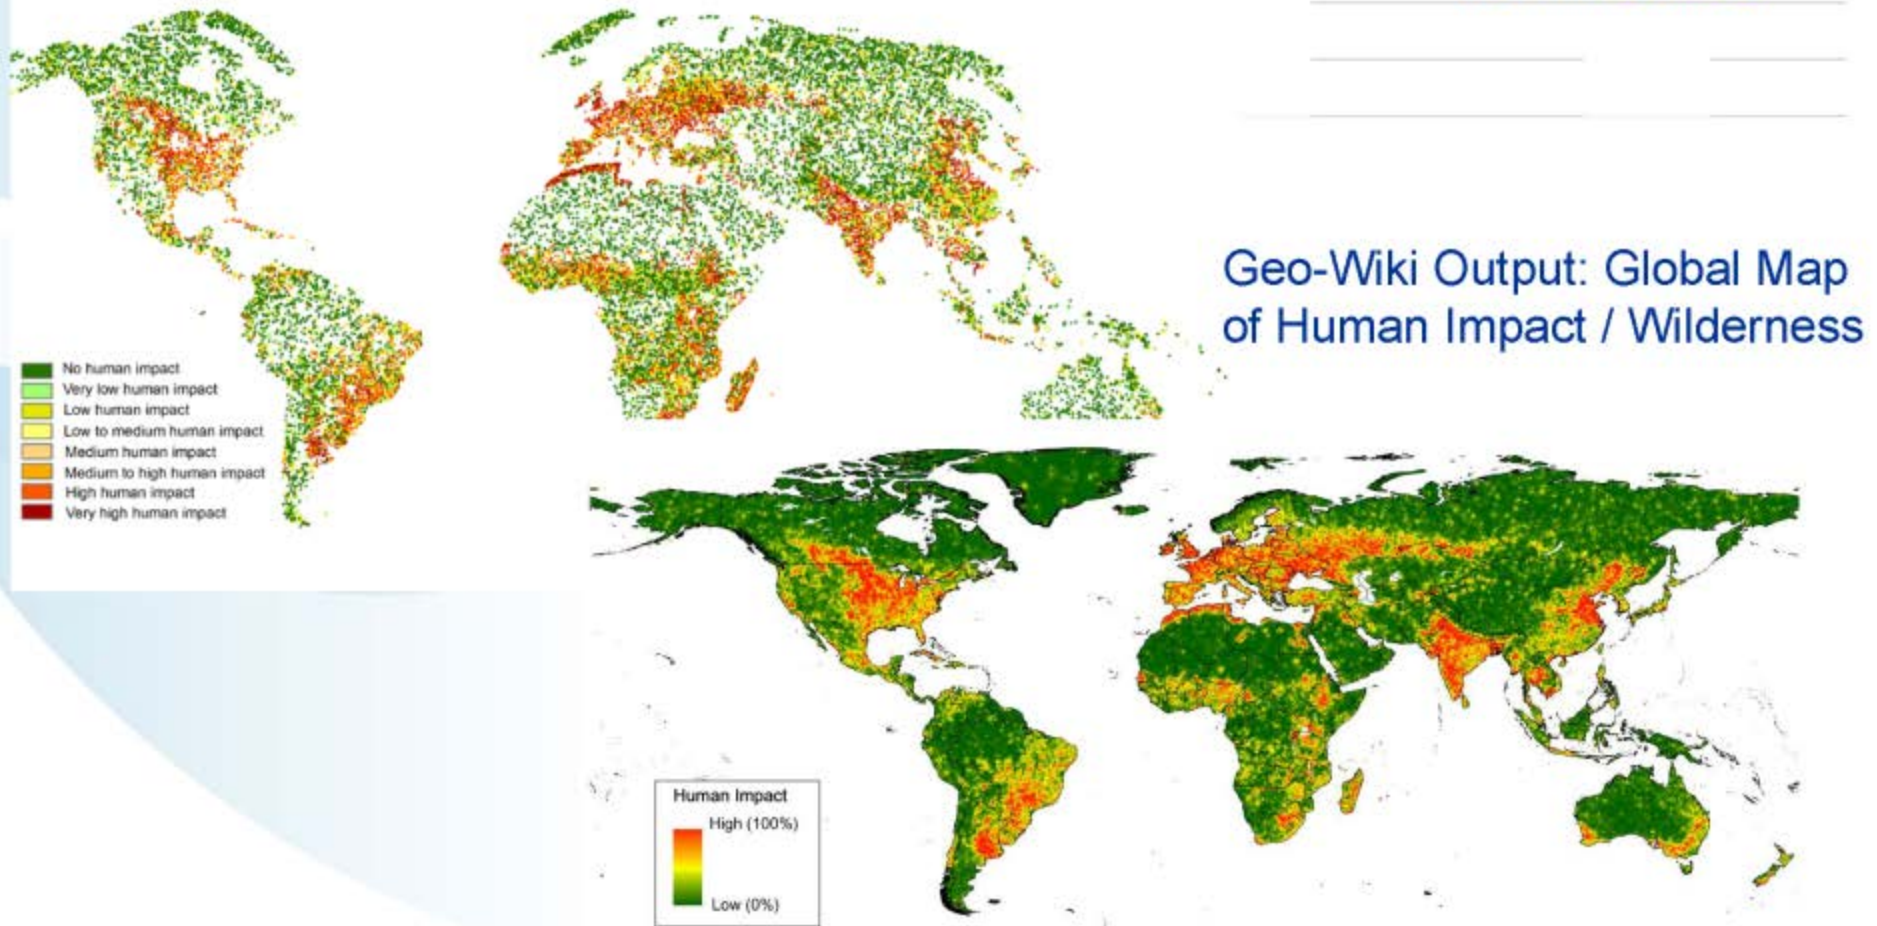 Geo-Wiki Output: Global Map
of Human Impact / Wilderness
No human impact
Very low human impact
Low human impact
Low to medium human impact
Medium human impact
Medium to high human impact
High human impact
Very high human impact
Human Impact
High (100%)
Low (0%)